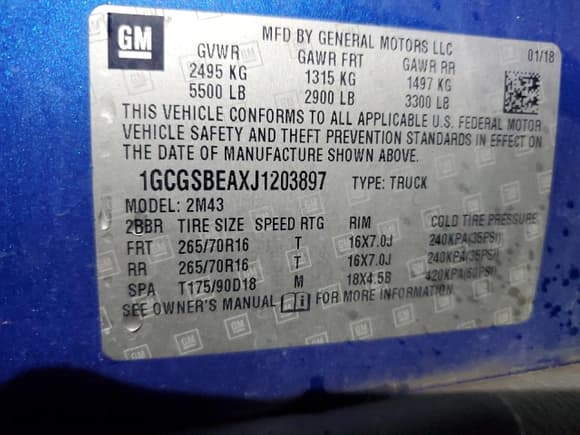 GM
MFD BY GENERAL MOTORS LLC
01/18
GVWR GAWR FRT GAWR RR
2495 KG 1315 KG 1497 KG
5500 LB 2900 LB 3300 LB
THIS VEHICLE CONFORMS TO ALL APPLICABLE U.S. FEDERAL MOTOR
VEHICLE SAFETY AND THEFT PREVENTION STANDARDS IN EFFECT ON
THE DATE OF MANUFACTURE SHOWN ABOVE.
1GCGSBEAXJ1203897 TYPE: TRUCK
MODEL: 2M43
2BBR TIRE SIZE SPEED RTG RIM COLD TIRE PRESSURE
FRT 265/70R16 T 16X7.0J 240KPA(35PSI)
RR 265/70R16 T 16X7.0J 240KPA(35PSI)
SPA T175/90D18 M 18X4.5B 420KPA(60PSI)
SEE OWNER'S MANUAL i FOR MORE INFORMATION